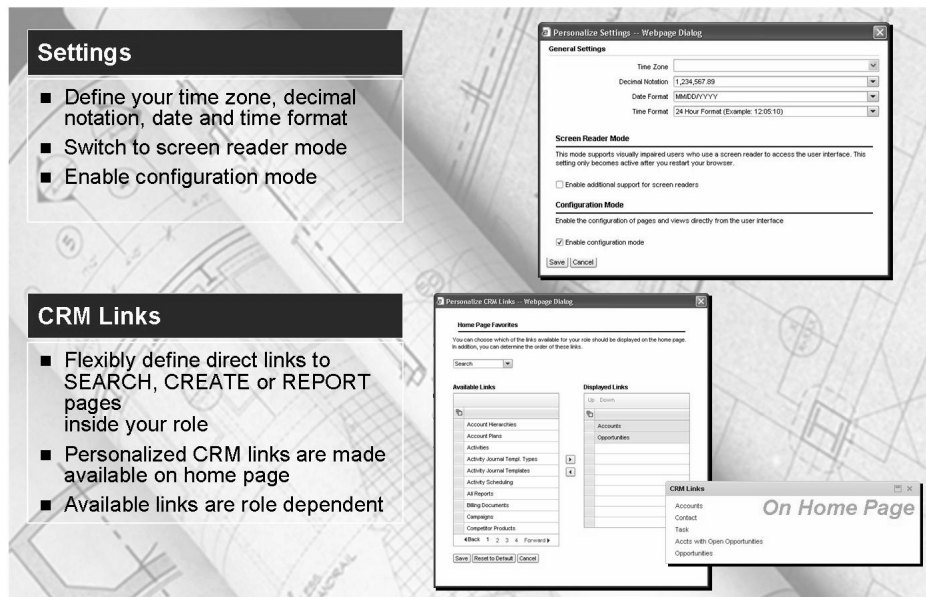 Settings
■ Define your time zone, decimal
notation, date and time format
■ Switch to screen reader mode
■ Enable configuration mode
Personalize Settings -- Webpage Dialog
General Settings
Time Zone
Decimal Notation 1,234,567.89
Date Format MM/DD/YYYY
Time Format 24 Hour Format (Example: 12:05:10)
Screen Reader Mode
This mode supports visually impaired users who use a screen reader to access the user interface. This
setting only becomes active after you restart your browser.
Enable additional support for screen readers
Configuration Mode
Enable the configuration of pages and views directly from the user interface
Enable configuration mode
Save Cancel
CRM Links
■ Flexibly define direct links to
SEARCH, CREATE or REPORT
pages
inside your role
■ Personalized CRM links are made
available on home page
■ Available links are role dependent
Personalize CRM Links -- Webpage Dialog
Home Page Favorites
You can choose which of the links available for your role should be displayed on the home page.
In addition, you can determine the order of these links.
Search
Available Links
Account Hierarchies
Account Plans
Activities
Activity Journal Templ. Types
Activity Journal Templates
Activity Scheduling
All Reports
Billing Documents
Campaigns
Competitor Products
Back 1 2 3 4 Forward
Displayed Links
Up Down
Accounts
Opportunities
Save Reset to Default Cancel
CRM Links
On Home Page
Accounts
Contact
Task
Accts with Open Opportunities
Opportunities